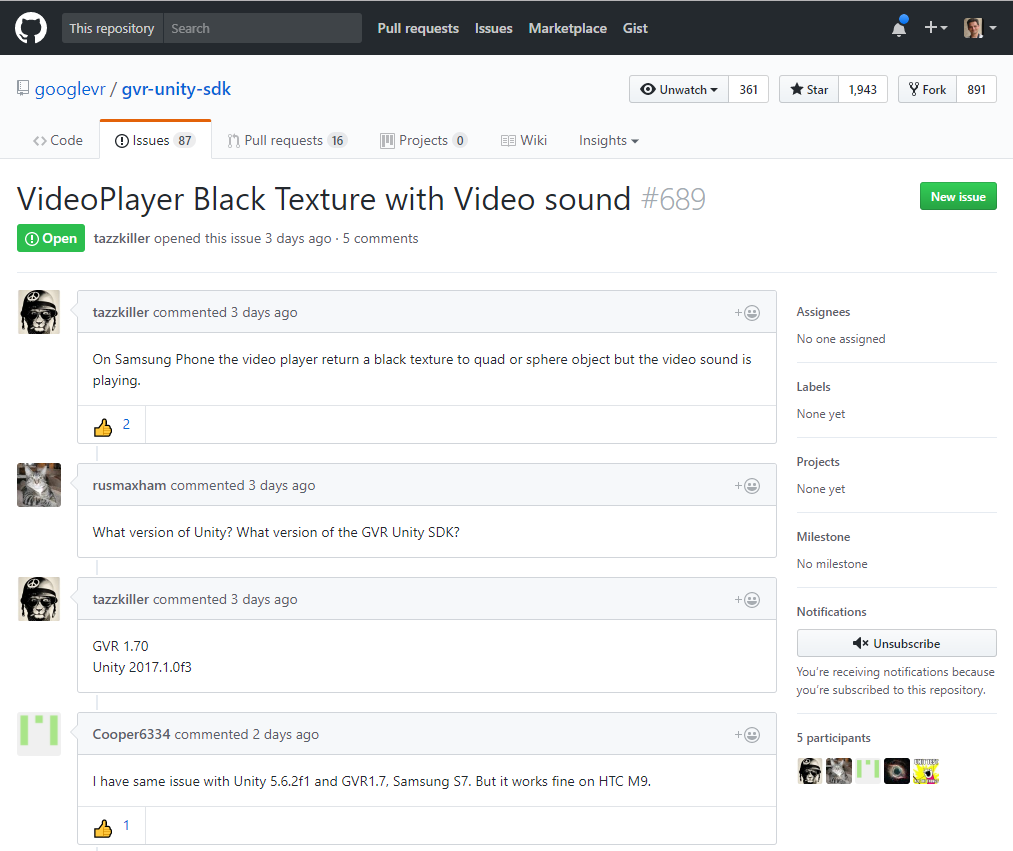 This repository Search Pull requests Issues Marketplace Gist
googlevr / gvr-unity-sdk Unwatch 361 Star 1,943 Fork 891
Code Issues 87 Pull requests 16 Projects 0 Wiki Insights
VideoPlayer Black Texture with Video sound #689 New issue
Open tazzkiller opened this issue 3 days ago · 5 comments
tazzkiller commented 3 days ago
On Samsung Phone the video player return a black texture to quad or sphere object but the video sound is
playing.
2
rusmaxham commented 3 days ago
What version of Unity? What version of the GVR Unity SDK?
tazzkiller commented 3 days ago
GVR 1.70
Unity 2017.1.0f3
Cooper6334 commented 2 days ago
I have same issue with Unity 5.6.2f1 and GVR1.7, Samsung S7. But it works fine on HTC M9.
1
Assignees
No one assigned
Labels
None yet
Projects
None yet
Milestone
No milestone
Notifications
Unsubscribe
You're receiving notifications because
you're subscribed to this repository.
5 participants